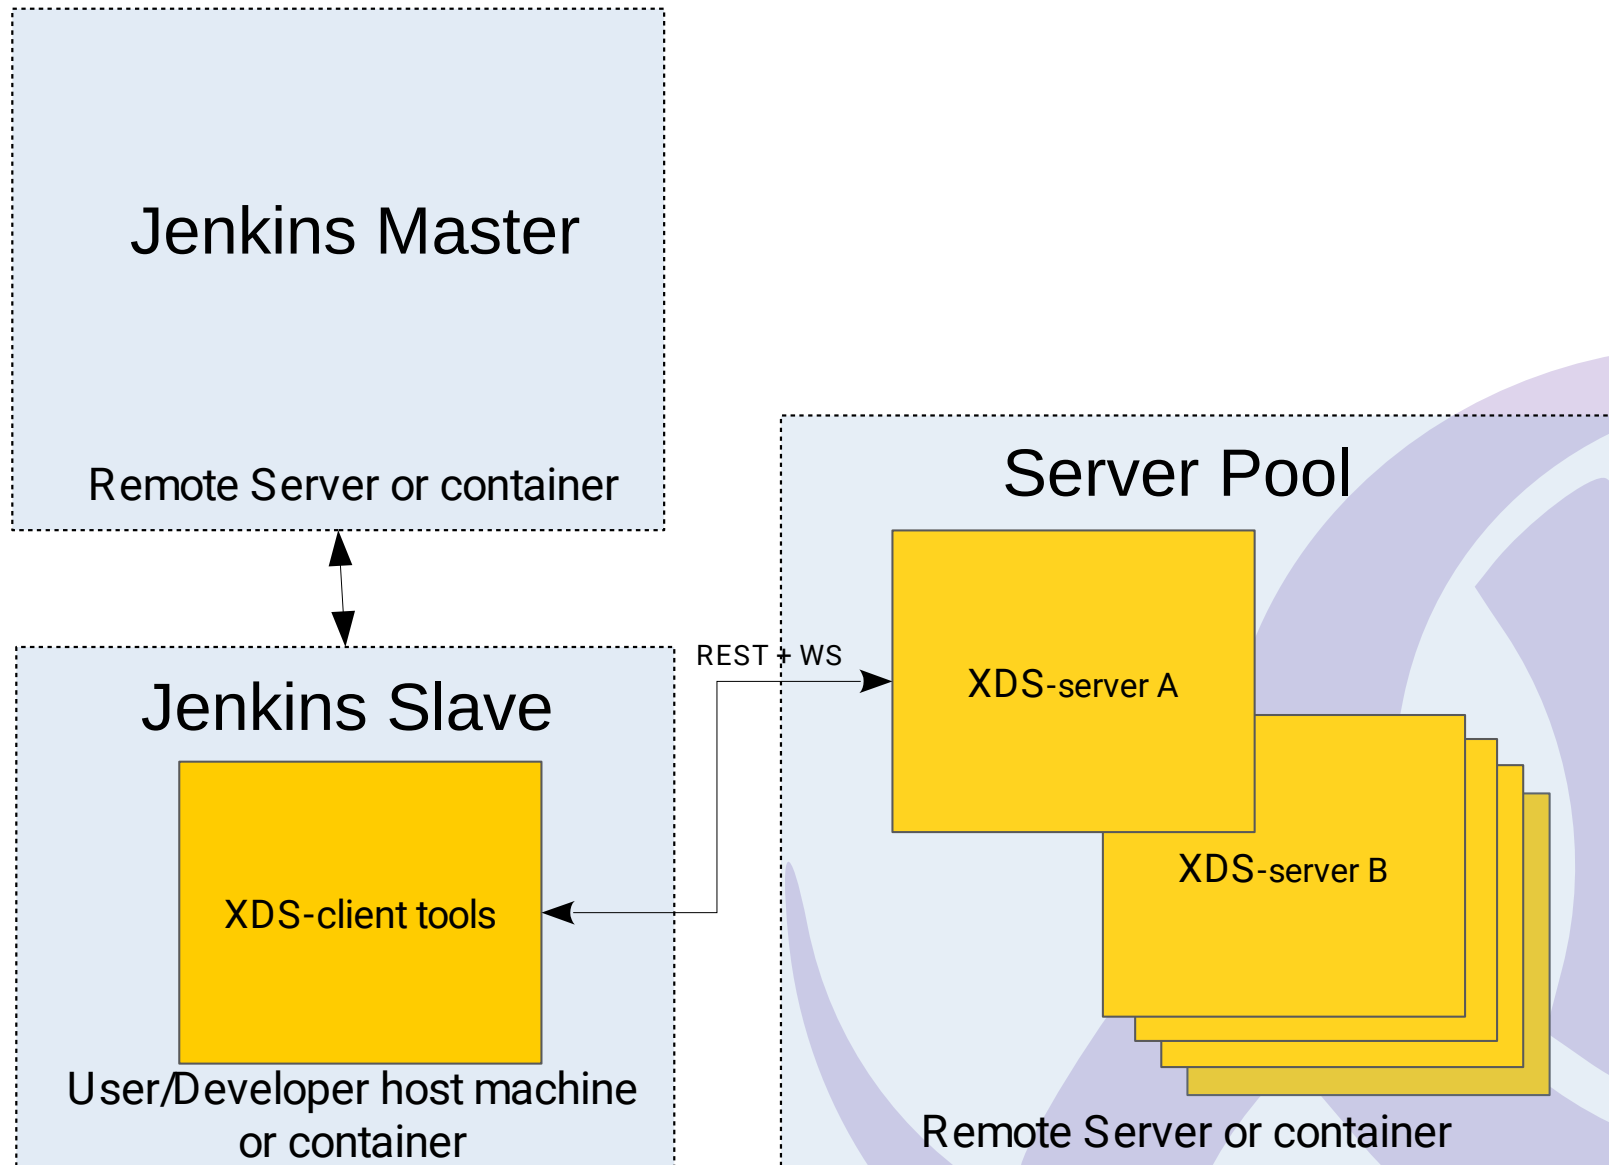 Jenkins Master
Remote Server or container
Server Pool
REST + WS
XDS-server A
Jenkins Slave
XDS-server B
XDS-client tools
User/Developer host machine
or container
Remote Server or container